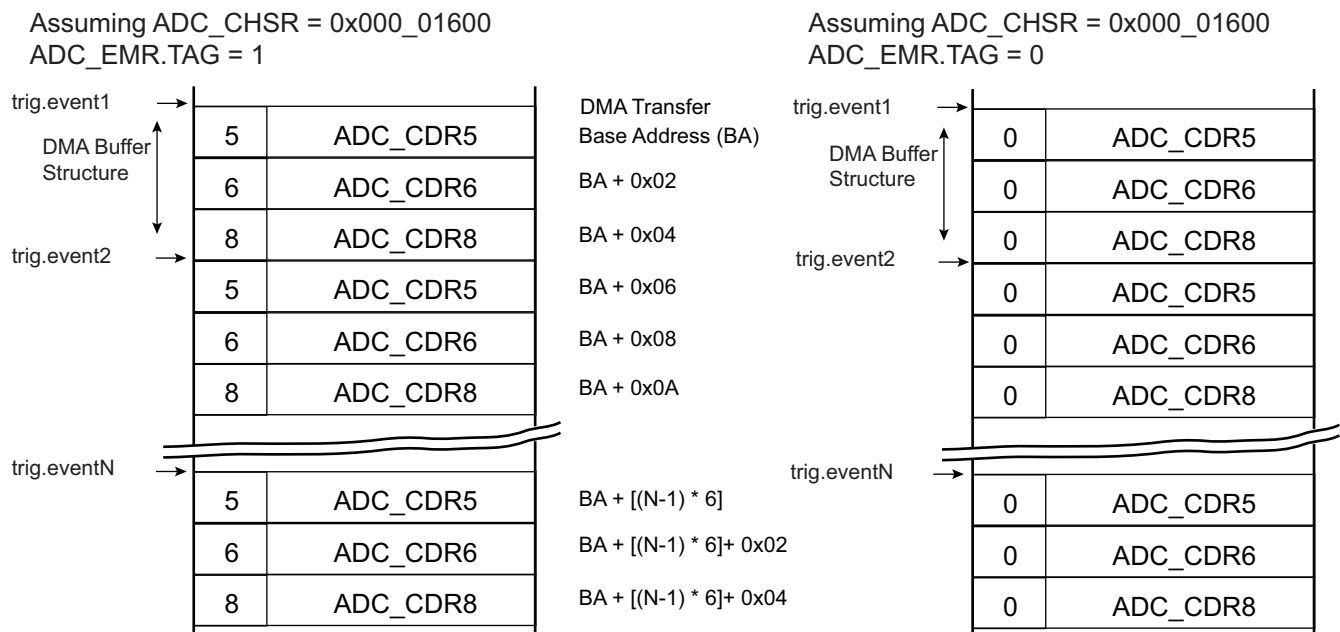 Assuming ADC_CHSR = 0x000_01600
ADC_EMR.TAG = 1
trig.event1
DMA Buffer
Structure
5 ADC_CDR5
6 ADC_CDR6
8 ADC_CDR8
trig.event2
5 ADC_CDR5
6 ADC_CDR6
8 ADC_CDR8
trig.eventN
5 ADC_CDR5
6 ADC_CDR6
8 ADC_CDR8
DMA Transfer
Base Address (BA)
BA + 0x02
BA + 0x04
BA + 0x06
BA + 0x08
BA + 0x0A
BA + [(N-1) * 6]
BA + [(N-1) * 6]+ 0x02
BA + [(N-1) * 6]+ 0x04
Assuming ADC_CHSR = 0x000_01600
ADC_EMR.TAG = 0
trig.event1
DMA Buffer
Structure
0 ADC_CDR5
0 ADC_CDR6
0 ADC_CDR8
trig.event2
0 ADC_CDR5
0 ADC_CDR6
0 ADC_CDR8
trig.eventN
0 ADC_CDR5
0 ADC_CDR6
0 ADC_CDR8